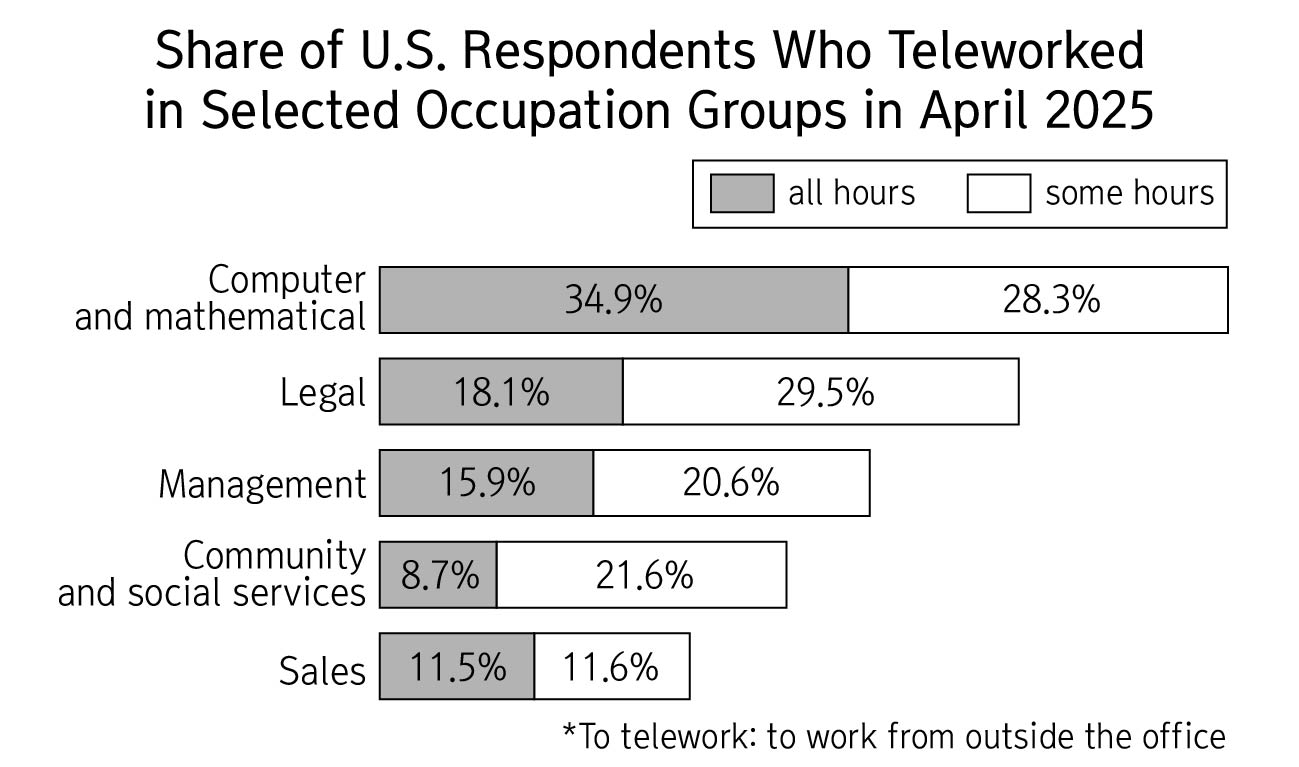 Share of U.S. Respondents Who Teleworked
in Selected Occupation Groups in April 2025
all hours some hours
Computer
and mathematical
34.9% 28.3%
Legal 18.1% 29.5%
Management 15.9% 20.6%
Community
and social services
8.7% 21.6%
Sales 11.5% 11.6%
*To telework: to work from outside the office